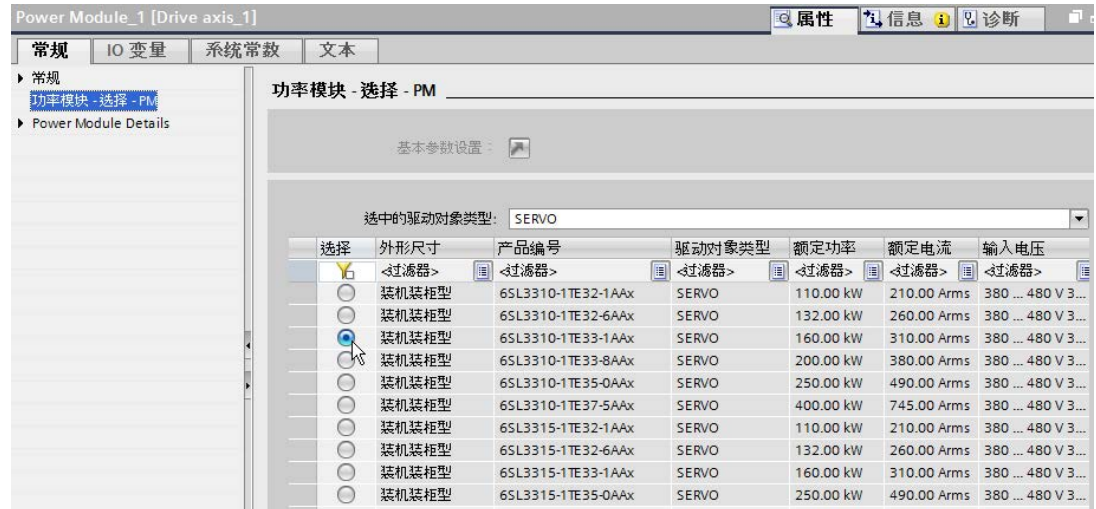 Power Module_1 [Drive axis_1]
属性 信息 诊断
常规 IO 变量 系统常数 文本
常规
功率模块 - 选择 - PM
Power Module Details
功率模块 - 选择 - PM
基本参数设置：
选中的驱动对象类型: SERVO
选择 外形尺寸 产品编号 驱动对象类型 额定功率 额定电流 输入电压
<过滤器> <过滤器> <过滤器> <过滤器> <过滤器> <过滤器>
装机装柜型 6SL3310-1TE32-1AAx SERVO 110.00 kW 210.00 Arms 380 ... 480 V 3...
装机装柜型 6SL3310-1TE32-6AAx SERVO 132.00 kW 260.00 Arms 380 ... 480 V 3...
装机装柜型 6SL3310-1TE33-1AAx SERVO 160.00 kW 310.00 Arms 380 ... 480 V 3...
装机装柜型 6SL3310-1TE33-8AAx SERVO 200.00 kW 380.00 Arms 380 ... 480 V 3...
装机装柜型 6SL3310-1TE35-0AAx SERVO 250.00 kW 490.00 Arms 380 ... 480 V 3...
装机装柜型 6SL3310-1TE37-5AAx SERVO 400.00 kW 745.00 Arms 380 ... 480 V 3...
装机装柜型 6SL3315-1TE32-1AAx SERVO 110.00 kW 210.00 Arms 380 ... 480 V 3...
装机装柜型 6SL3315-1TE32-6AAx SERVO 132.00 kW 260.00 Arms 380 ... 480 V 3...
装机装柜型 6SL3315-1TE33-1AAx SERVO 160.00 kW 310.00 Arms 380 ... 480 V 3...
装机装柜型 6SL3315-1TE35-0AAx SERVO 250.00 kW 490.00 Arms 380 ... 480 V 3...